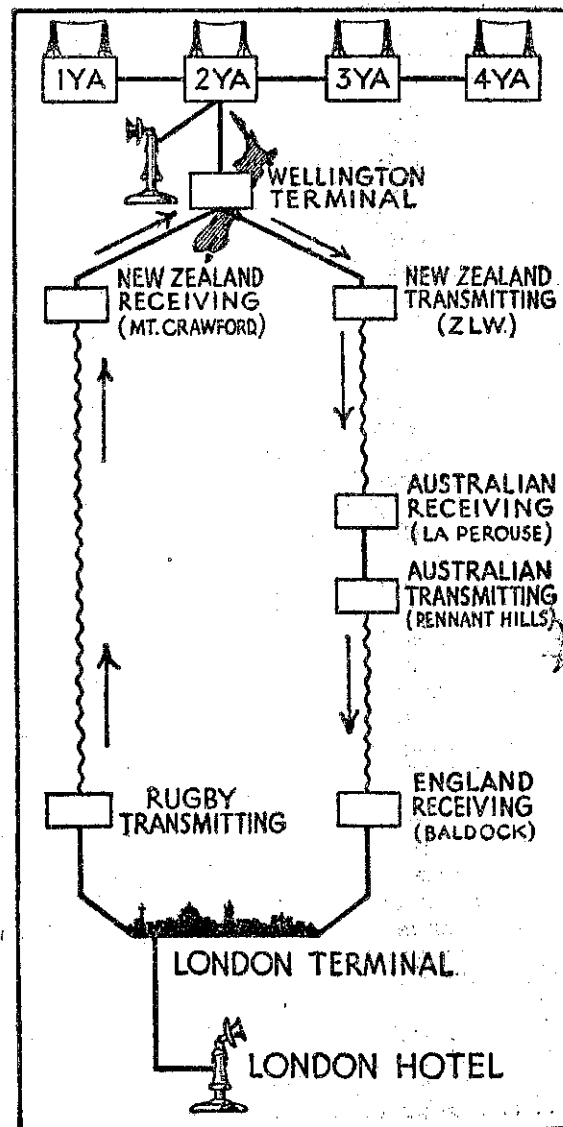 1YA 2YA 3YA 4YA
WELLINGTON
TERMINAL
NEW ZEALAND
RECEIVING
(MT. CRAWFORD)
NEW ZEALAND
TRANSMITTING
(ZLW.)
AUSTRALIAN
RECEIVING
(LA PEROUSE)
AUSTRALIAN
TRANSMITTING
(PENNANT HILLS)
RUGBY
TRANSMITTING
ENGLAND
RECEIVING
(BALDOCK)
LONDON TERMINAL.
LONDON HOTEL